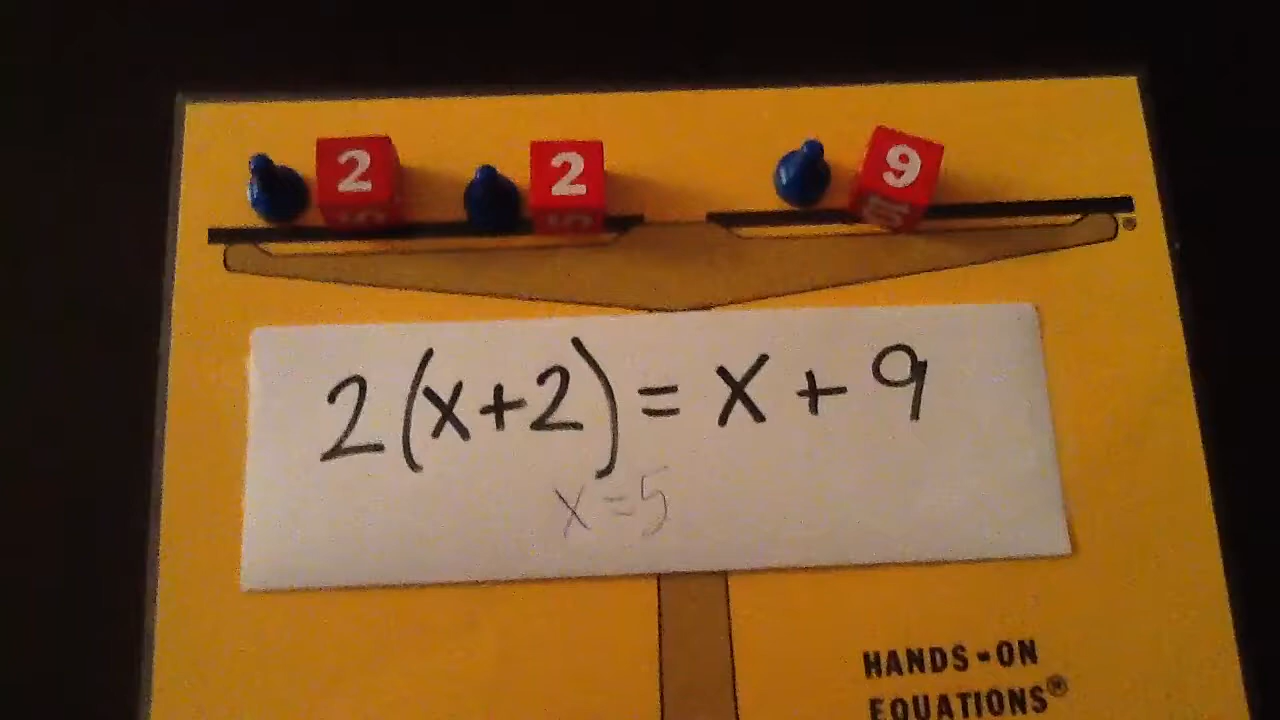 2 2 9
2(x+2) = x + 9
x = 5
HANDS-ON
EQUATIONS®